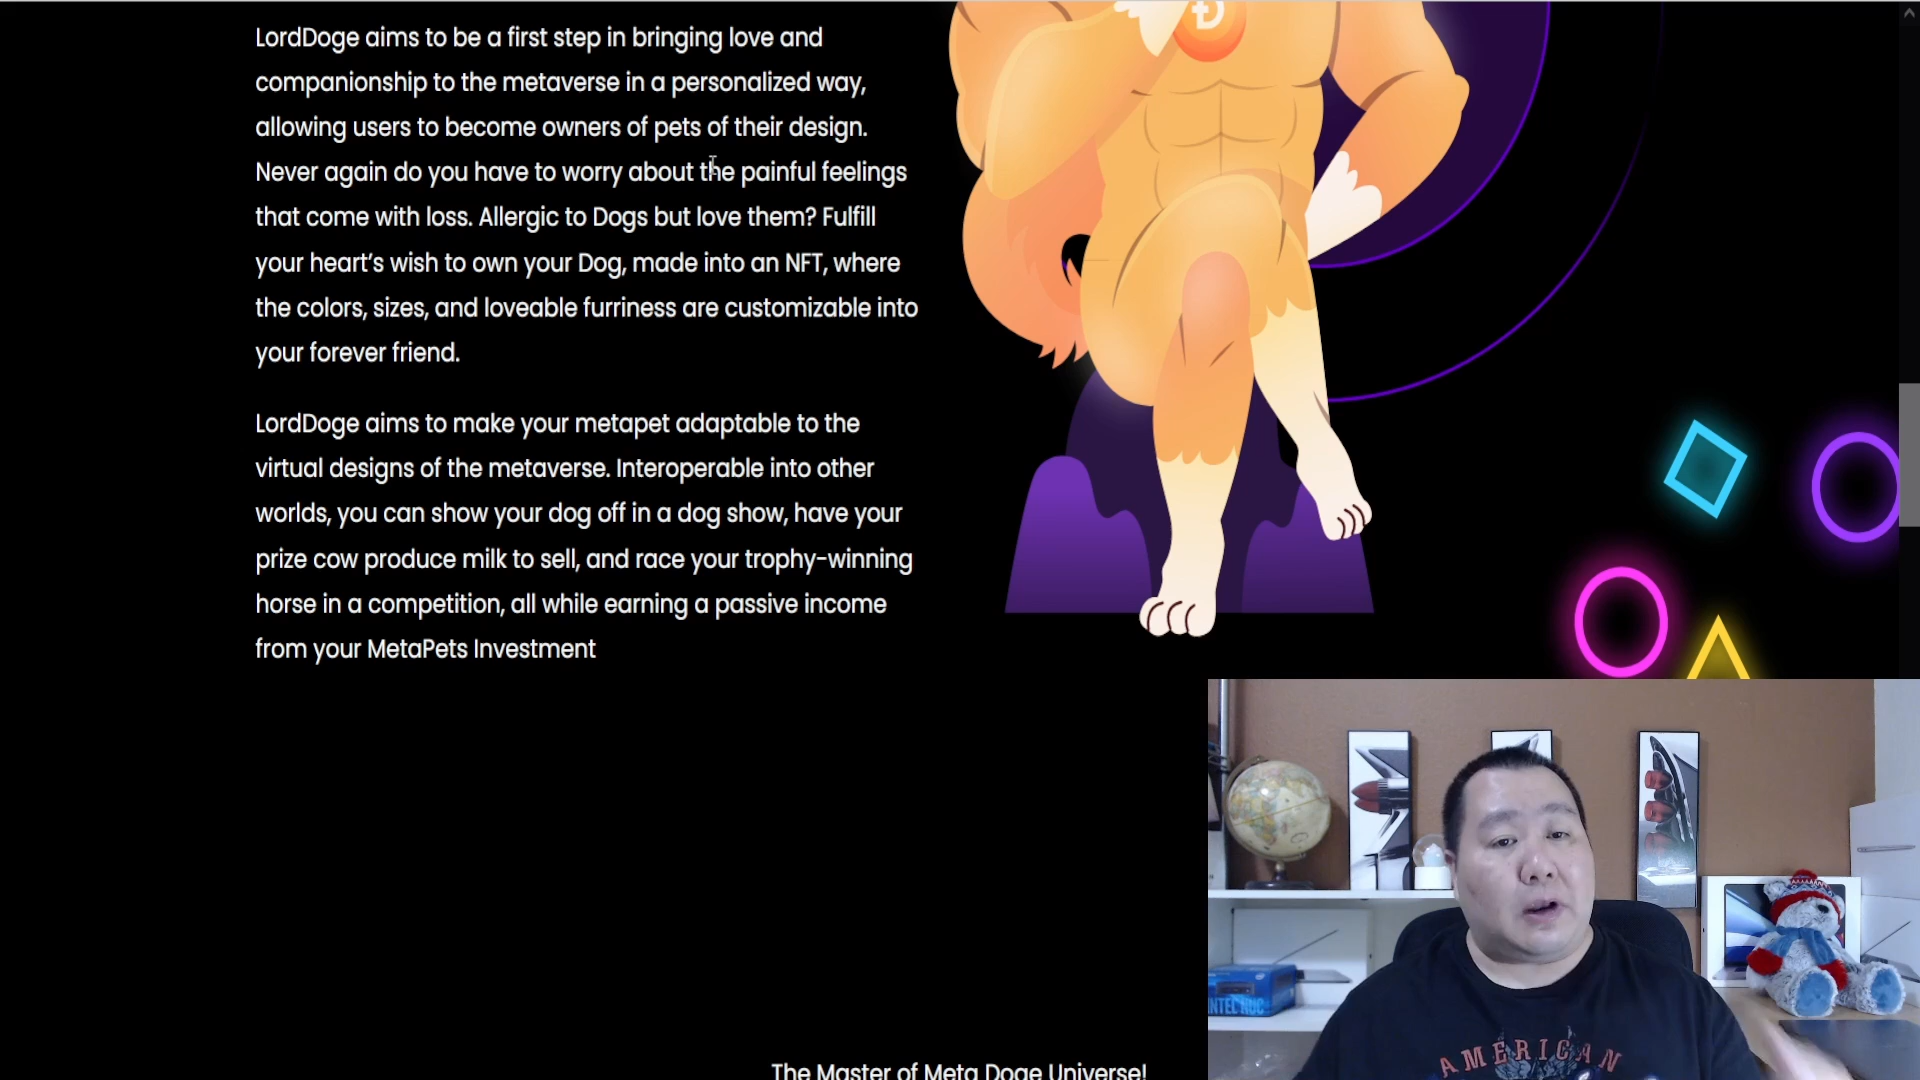 LordDoge aims to be a first step in bringing love and
companionship to the metaverse in a personalized way,
allowing users to become owners of pets of their design.
Never again do you have to worry about the painful feelings
that come with loss. Allergic to Dogs but love them? Fulfill
your heart's wish to own your Dog, made into an NFT, where
the colors, sizes, and loveable furriness are customizable into
your forever friend.
LordDoge aims to make your metapet adaptable to the
virtual designs of the metaverse. Interoperable into other
worlds, you can show your dog off in a dog show, have your
prize cow produce milk to sell, and race your trophy-winning
horse in a competition, all while earning a passive income
from your MetaPets Investment
INTEL NUC
AMERICAN
The Master of Meta Doge Universe!